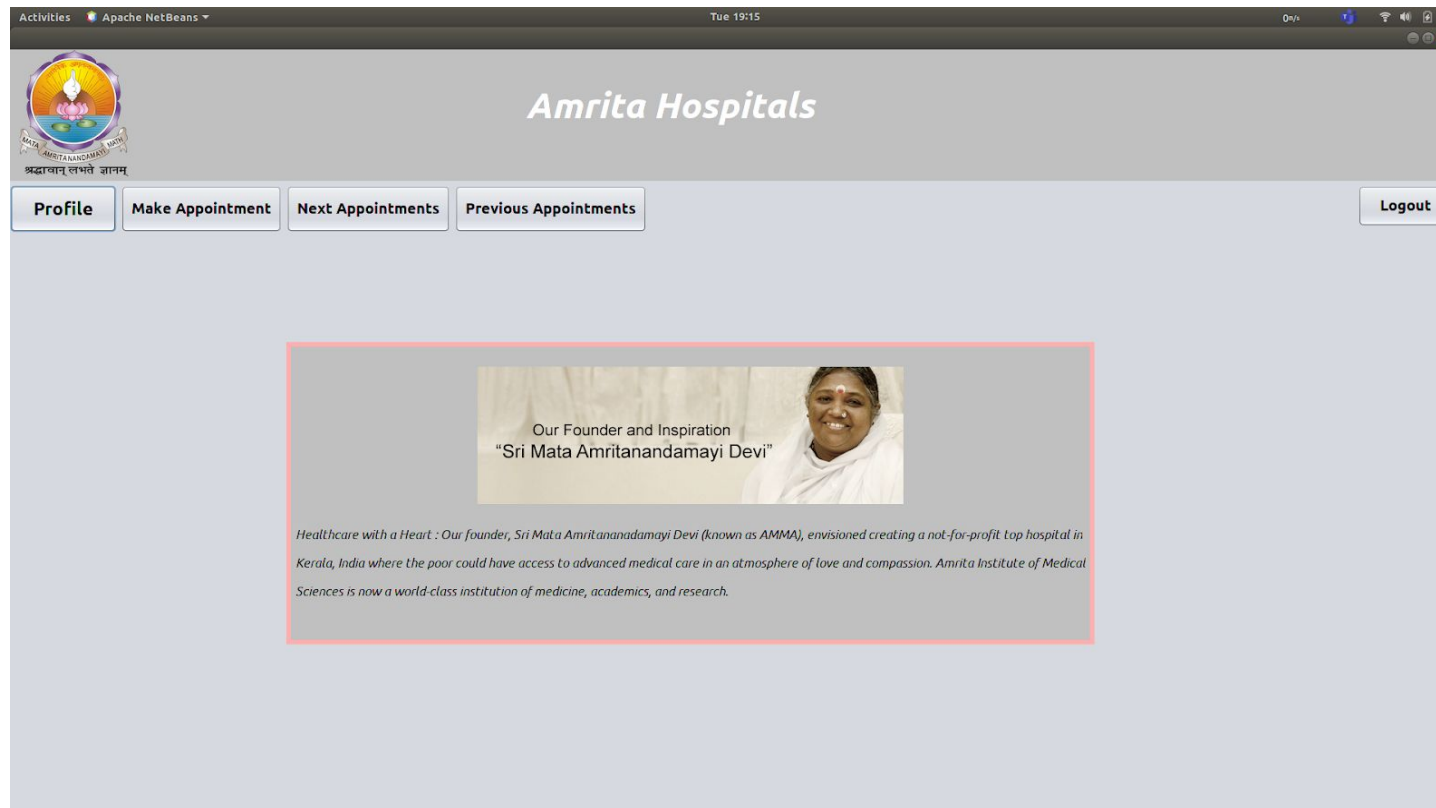 Activities Apache NetBeans Tue 19:15
Amrita Hospitals
MATA AMRITANANDAMAYI MATH
श्रद्धावान् लभते ज्ञानम्
Profile Make Appointment Next Appointments Previous Appointments Logout
Our Founder and Inspiration
“Sri Mata Amritanandamayi Devi”
Healthcare with a Heart : Our founder, Sri Mata Amritananadamayi Devi (known as AMMA), envisioned creating a not-for-profit top hospital in
Kerala, India where the poor could have access to advanced medical care in an atmosphere of love and compassion. Amrita Institute of Medical
Sciences is now a world-class institution of medicine, academics, and research.